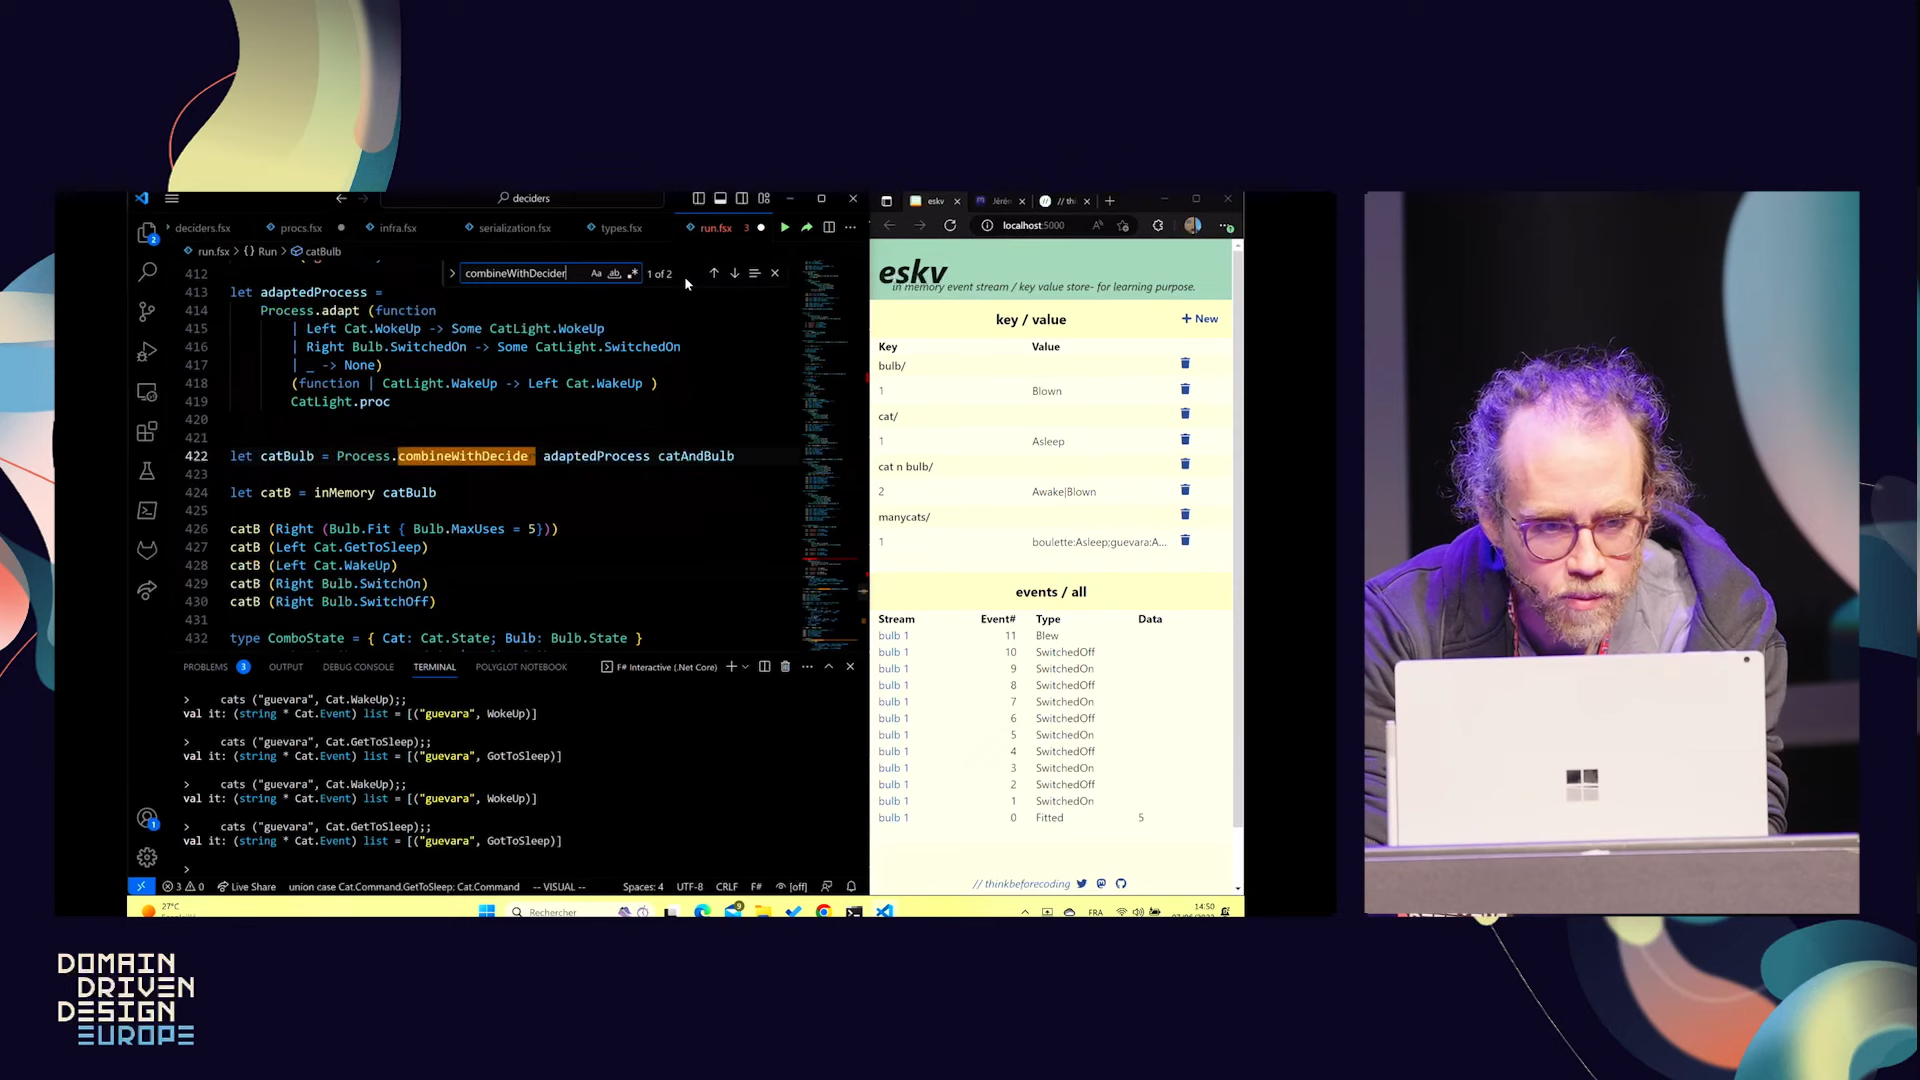 deciders
deciders.fsx
procs.fsx
infra.fsx
serialization.fsx
types.fsx
run.fsx
3
run.fsx > {} Run > catBulb
combineWithDecider
Aa
ab
1 of 2
412
413 let adaptedProcess =
414 Process.adapt (function
415 | Left Cat.WokeUp -> Some CatLight.WokeUp
416 | Right Bulb.SwitchedOn -> Some CatLight.SwitchedOn
417 | _ -> None)
418 (function | CatLight.WakeUp -> Left Cat.WakeUp )
419 CatLight.proc
420
421
422 let catBulb = Process.combineWithDecide adaptedProcess catAndBulb
423
424 let catB = inMemory catBulb
425
426 catB (Right (Bulb.Fit { Bulb.MaxUses = 5}))
427 catB (Left Cat.GetToSleep)
428 catB (Left Cat.WakeUp)
429 catB (Right Bulb.SwitchOn)
430 catB (Right Bulb.SwitchOff)
431
432 type ComboState = { Cat: Cat.State; Bulb: Bulb.State }
PROBLEMS 3 OUTPUT DEBUG CONSOLE TERMINAL POLYGLOT NOTEBOOK F# Interactive (.Net Core)
> cats ("guevara", Cat.WakeUp);;
val it: (string * Cat.Event) list = [("guevara", WokeUp)]
> cats ("guevara", Cat.GetToSleep);;
val it: (string * Cat.Event) list = [("guevara", GotToSleep)]
> cats ("guevara", Cat.WakeUp);;
val it: (string * Cat.Event) list = [("guevara", WokeUp)]
> cats ("guevara", Cat.GetToSleep);;
val it: (string * Cat.Event) list = [("guevara", GotToSleep)]
>
3 0 Live Share union case Cat.Command.GetToSleep: Cat.Command -- VISUAL -- Spaces: 4 UTF-8 CRLF F# [off]
27°C
Rechercher
FRA
14:50
eskv
Jéré
// thi
localhost:5000
eskv
in memory event stream / key value store- for learning purpose.
key / value
+ New
Key Value
bulb/
1 Blown
cat/
1 Asleep
cat n bulb/
2 Awake|Blown
manycats/
1 boulette:Asleep;guevara:A...
events / all
Stream Event# Type Data
bulb 1 11 Blew
bulb 1 10 SwitchedOff
bulb 1 9 SwitchedOn
bulb 1 8 SwitchedOff
bulb 1 7 SwitchedOn
bulb 1 6 SwitchedOff
bulb 1 5 SwitchedOn
bulb 1 4 SwitchedOff
bulb 1 3 SwitchedOn
bulb 1 2 SwitchedOff
bulb 1 1 SwitchedOn
bulb 1 0 Fitted 5
// thinkbeforecoding
DOMAIN
DRIVEN
DESIGN
EUROPE